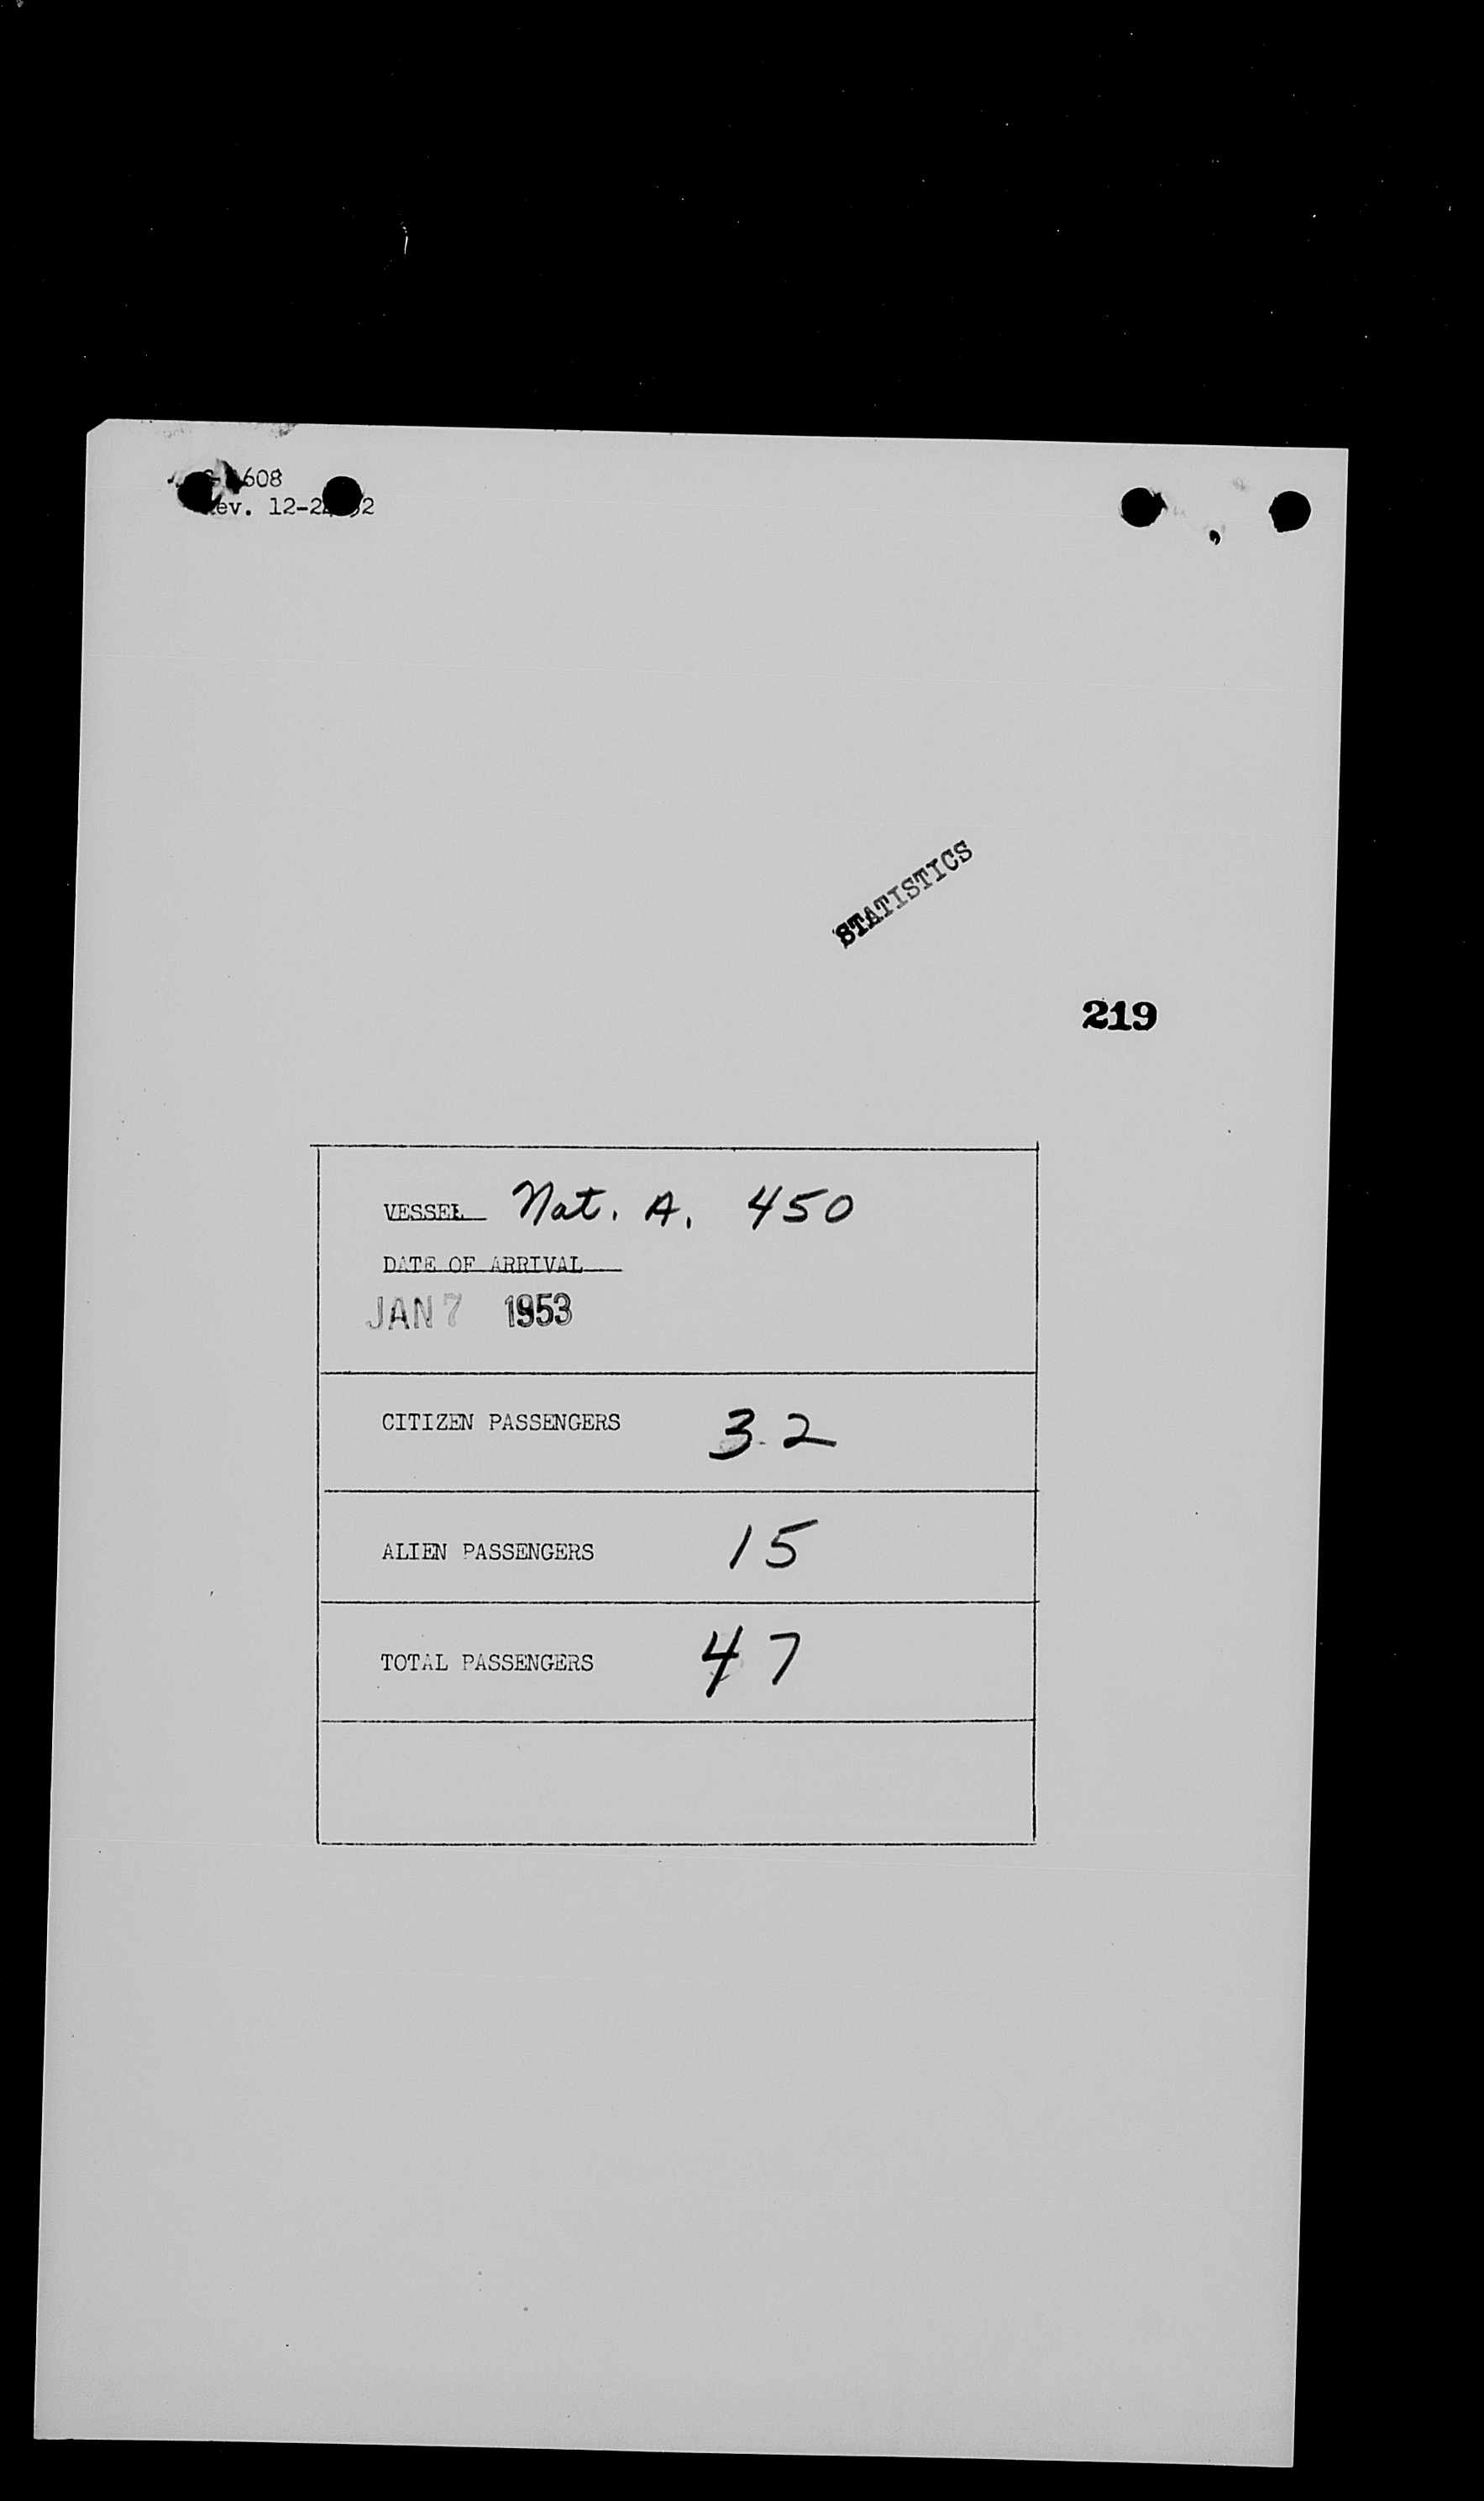 608
ev. 12-2 2
STATISTICS
219
VESSEL Nat. A. 450
DATE OF ARRIVAL
JAN 7 1953
CITIZEN PASSENGERS 32
ALIEN PASSENGERS 15
TOTAL PASSENGERS 47